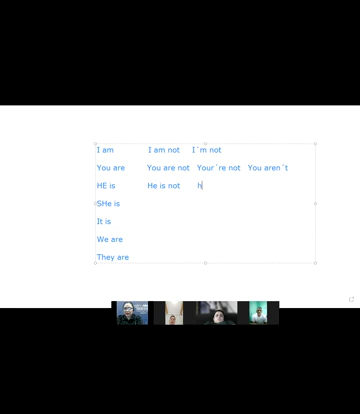 I am I am not I´m not
You are You are not Your´re not You aren´t
HE is He is not h
SHe is
It is
We are
They are